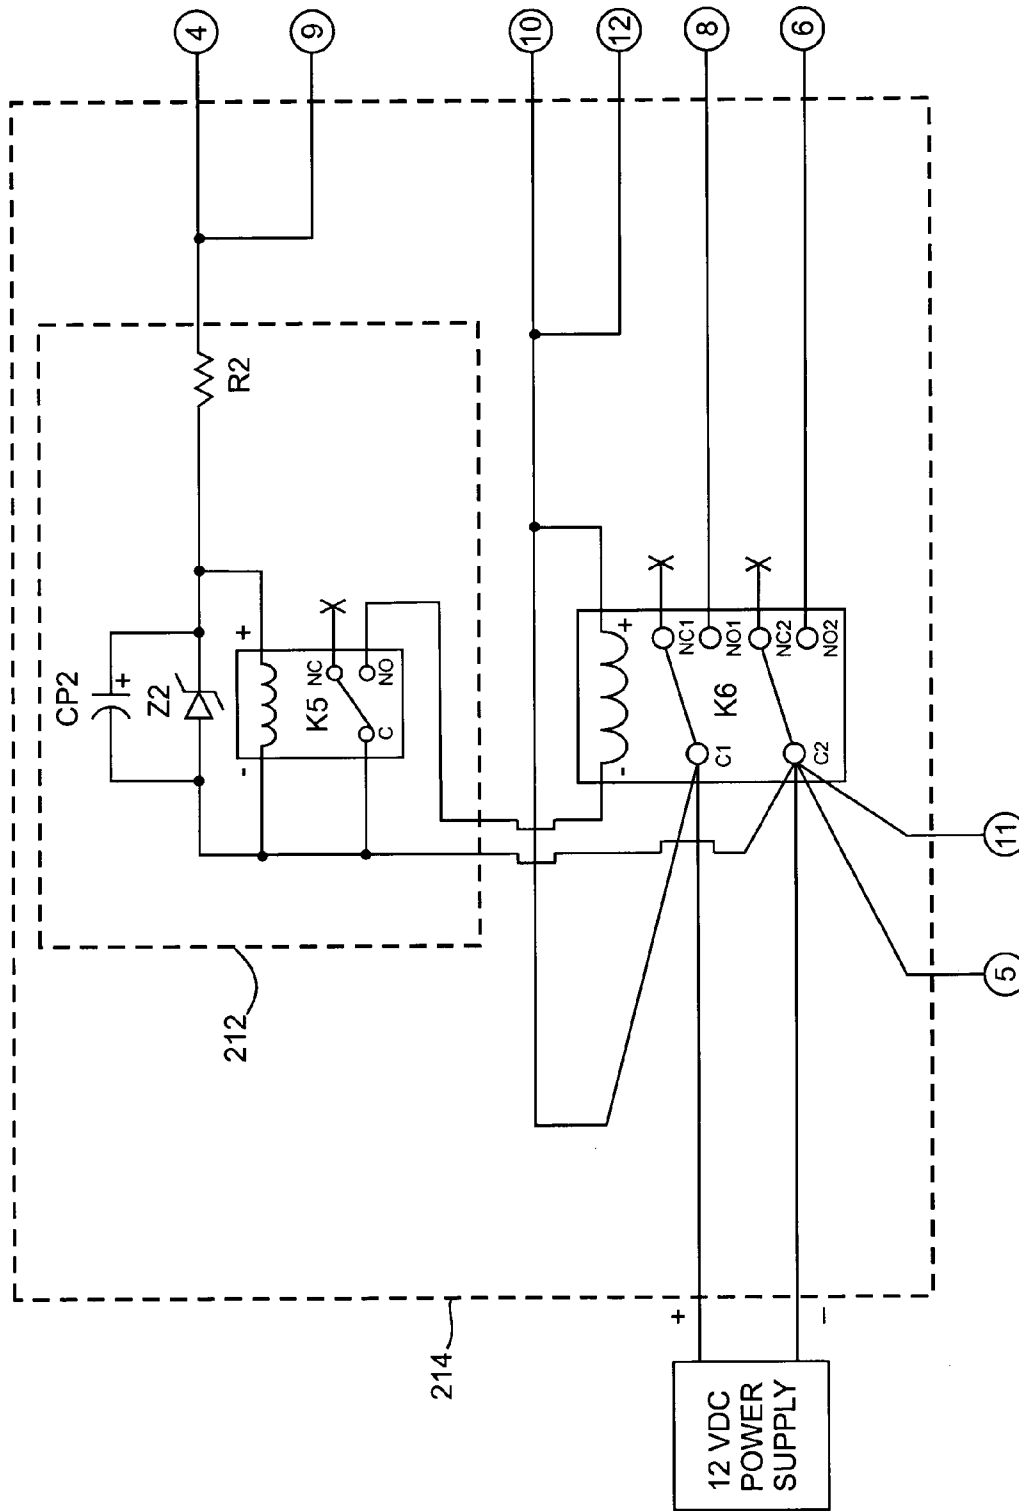 4
9
10
12
8
6
CP2
+
Z2
R2
-
+
K5
NC
NO
C
-
+
K6
NC1
NO1
NC2
NO2
C1
C2
11
5
212
214
+
–
12 VDC
POWER
SUPPLY